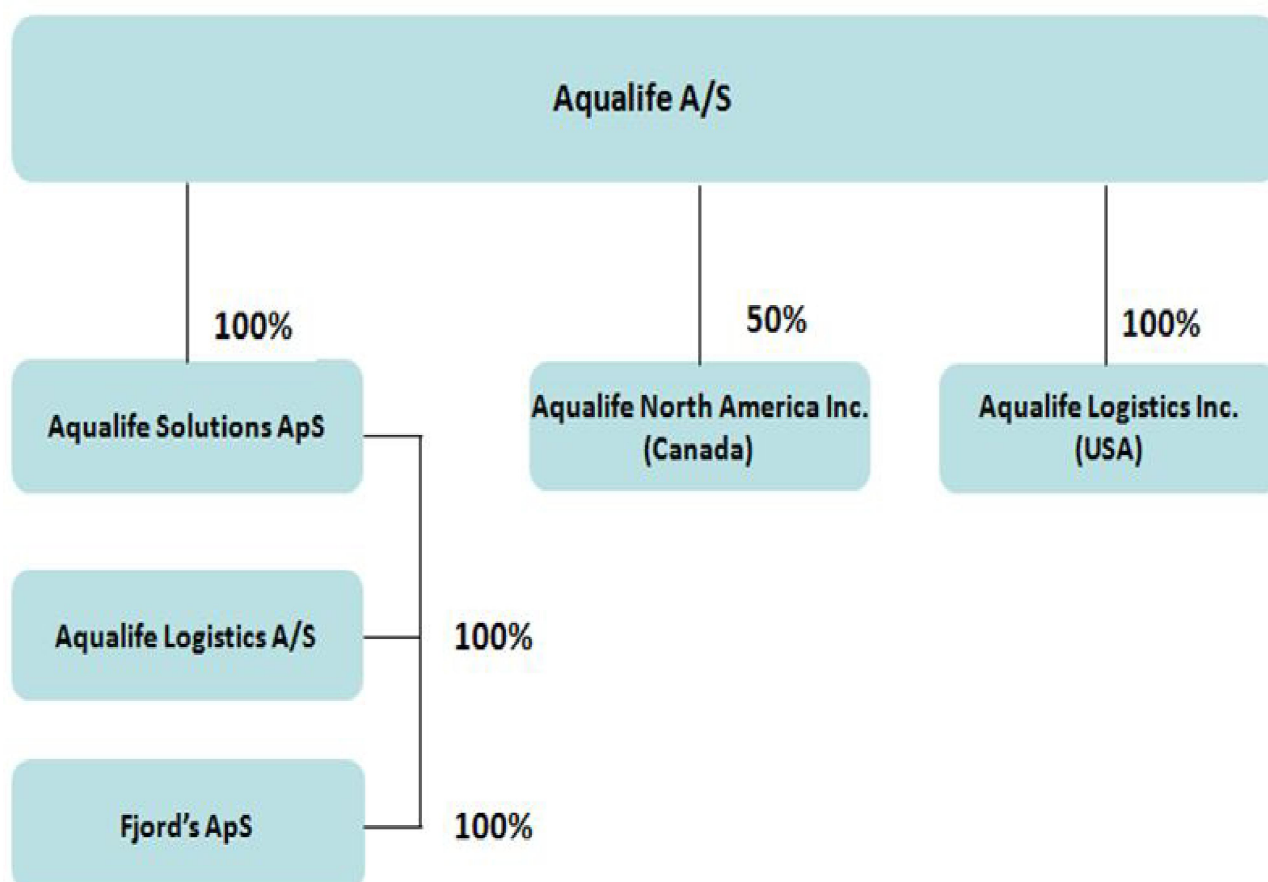 Aqualife A/S
100%
50%
100%
Aqualife Solutions ApS
Aqualife North America Inc.
(Canada)
Aqualife Logistics Inc.
(USA)
Aqualife Logistics A/S
100%
Fjord’s ApS
100%